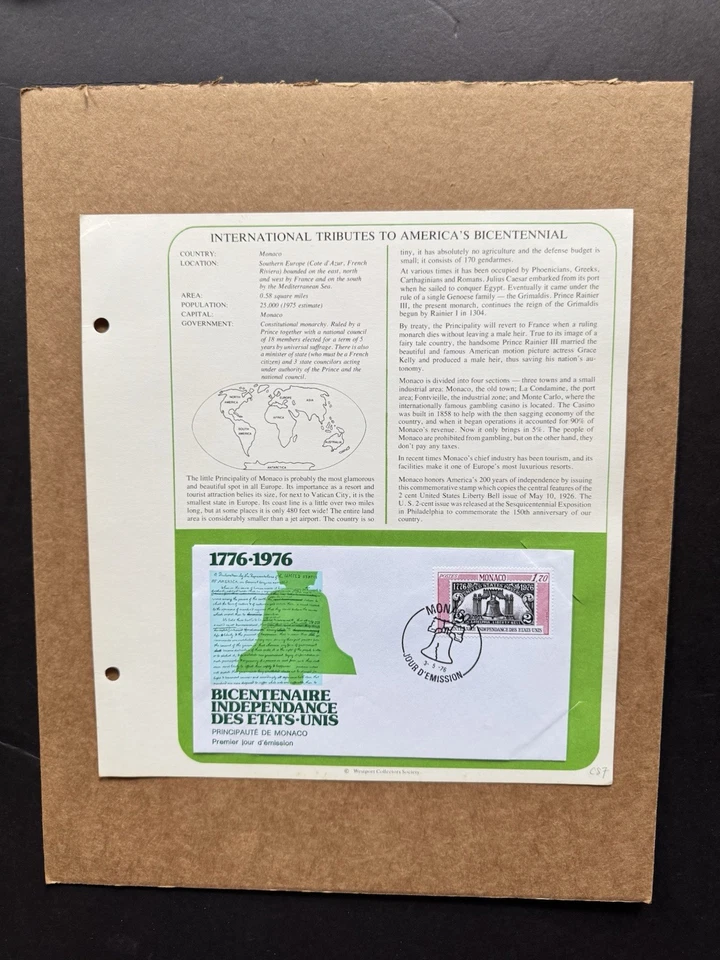 INTERNATIONAL TRIBUTES TO AMERICA'S BICENTENNIAL
COUNTRY: Monaco
LOCATION: Southern Europe (Cote d'Azur, French
Riviera) bounded on the east, north
and west by France and on the south
by the Mediterranean Sea.
AREA: 0.58 square miles
POPULATION: 25,000 (1975 estimate)
CAPITAL: Monaco
GOVERNMENT: Constitutional monarchy. Ruled by a
Prince together with a national council
of 18 members elected for a term of 5
years by universal suffrage. There is also
a minister of state (who must be a French
citizen) and 3 state councilors acting
under authority of the Prince and the
national council.
NORTH
AMERICA
SOUTH
AMERICA
EUROPE
ASIA
AFRICA
AUSTRALIA
ANTARCTICA
The little Principality of Monaco is probably the most glamorous
and beautiful spot in all Europe. Its importance as a resort and
tourist attraction belies its size, for next to Vatican City, it is the
smallest state in Europe. Its coast line is a little over two miles
long, but at some places it is only 480 feet wide! The entire land
area is considerably smaller than a jet airport. The country is so
tiny, it has absolutely no agriculture and the defense budget is
small; it consists of 170 gendarmes.
At various times it has been occupied by Phoenicians, Greeks,
Carthaginians and Romans. Julius Caesar embarked from its port
when he sailed to conquer Egypt. Eventually it came under the
rule of a single Genoese family — the Grimaldis. Prince Rainier
III, the present monarch, continues the reign of the Grimaldis
begun by Rainier I in 1304.
By treaty, the Principality will revert to France when a ruling
monarch dies without leaving a male heir. True to its image of a
fairy tale country, the handsome Prince Rainier III married the
beautiful and famous American motion picture actress Grace
Kelly and produced a male heir, thus saving his nation's au-
tonomy.
Monaco is divided into four sections — three towns and a small
industrial area: Monaco, the old town; La Condamine, the port
area; Fontvieille, the industrial zone; and Monte Carlo, where the
internationally famous gambling casino is located. The Casino
was built in 1858 to help with the then sagging economy of the
country, and when it began operations it accounted for 90% of
Monaco's revenue. Now it only brings in 5%. The people of
Monaco are prohibited from gambling, but on the other hand, they
don't pay any taxes.
In recent times Monaco's chief industry has been tourism, and its
facilities make it one of Europe's most luxurious resorts.
Monaco honors America's 200 years of independence by issuing
this commemorative stamp which copies the central features of the
2 cent United States Liberty Bell issue of May 10, 1926. The
U.S. 2-cent issue was released at the Sesquicentennial Exposition
in Philadelphia to commemorate the 150th anniversary of our
country.
1776·1976
BICENTENAIRE
INDEPENDANCE
DES ETATS·UNIS
PRINCIPAUTÉ DE MONACO
Premier jour d'émission
POSTES MONACO 1,70
1776 1976
2 2
INDEPENDANCE DES ETATS-UNIS
3-5-76
JOUR D'EMISSION
© Westport Collectors Society
C87